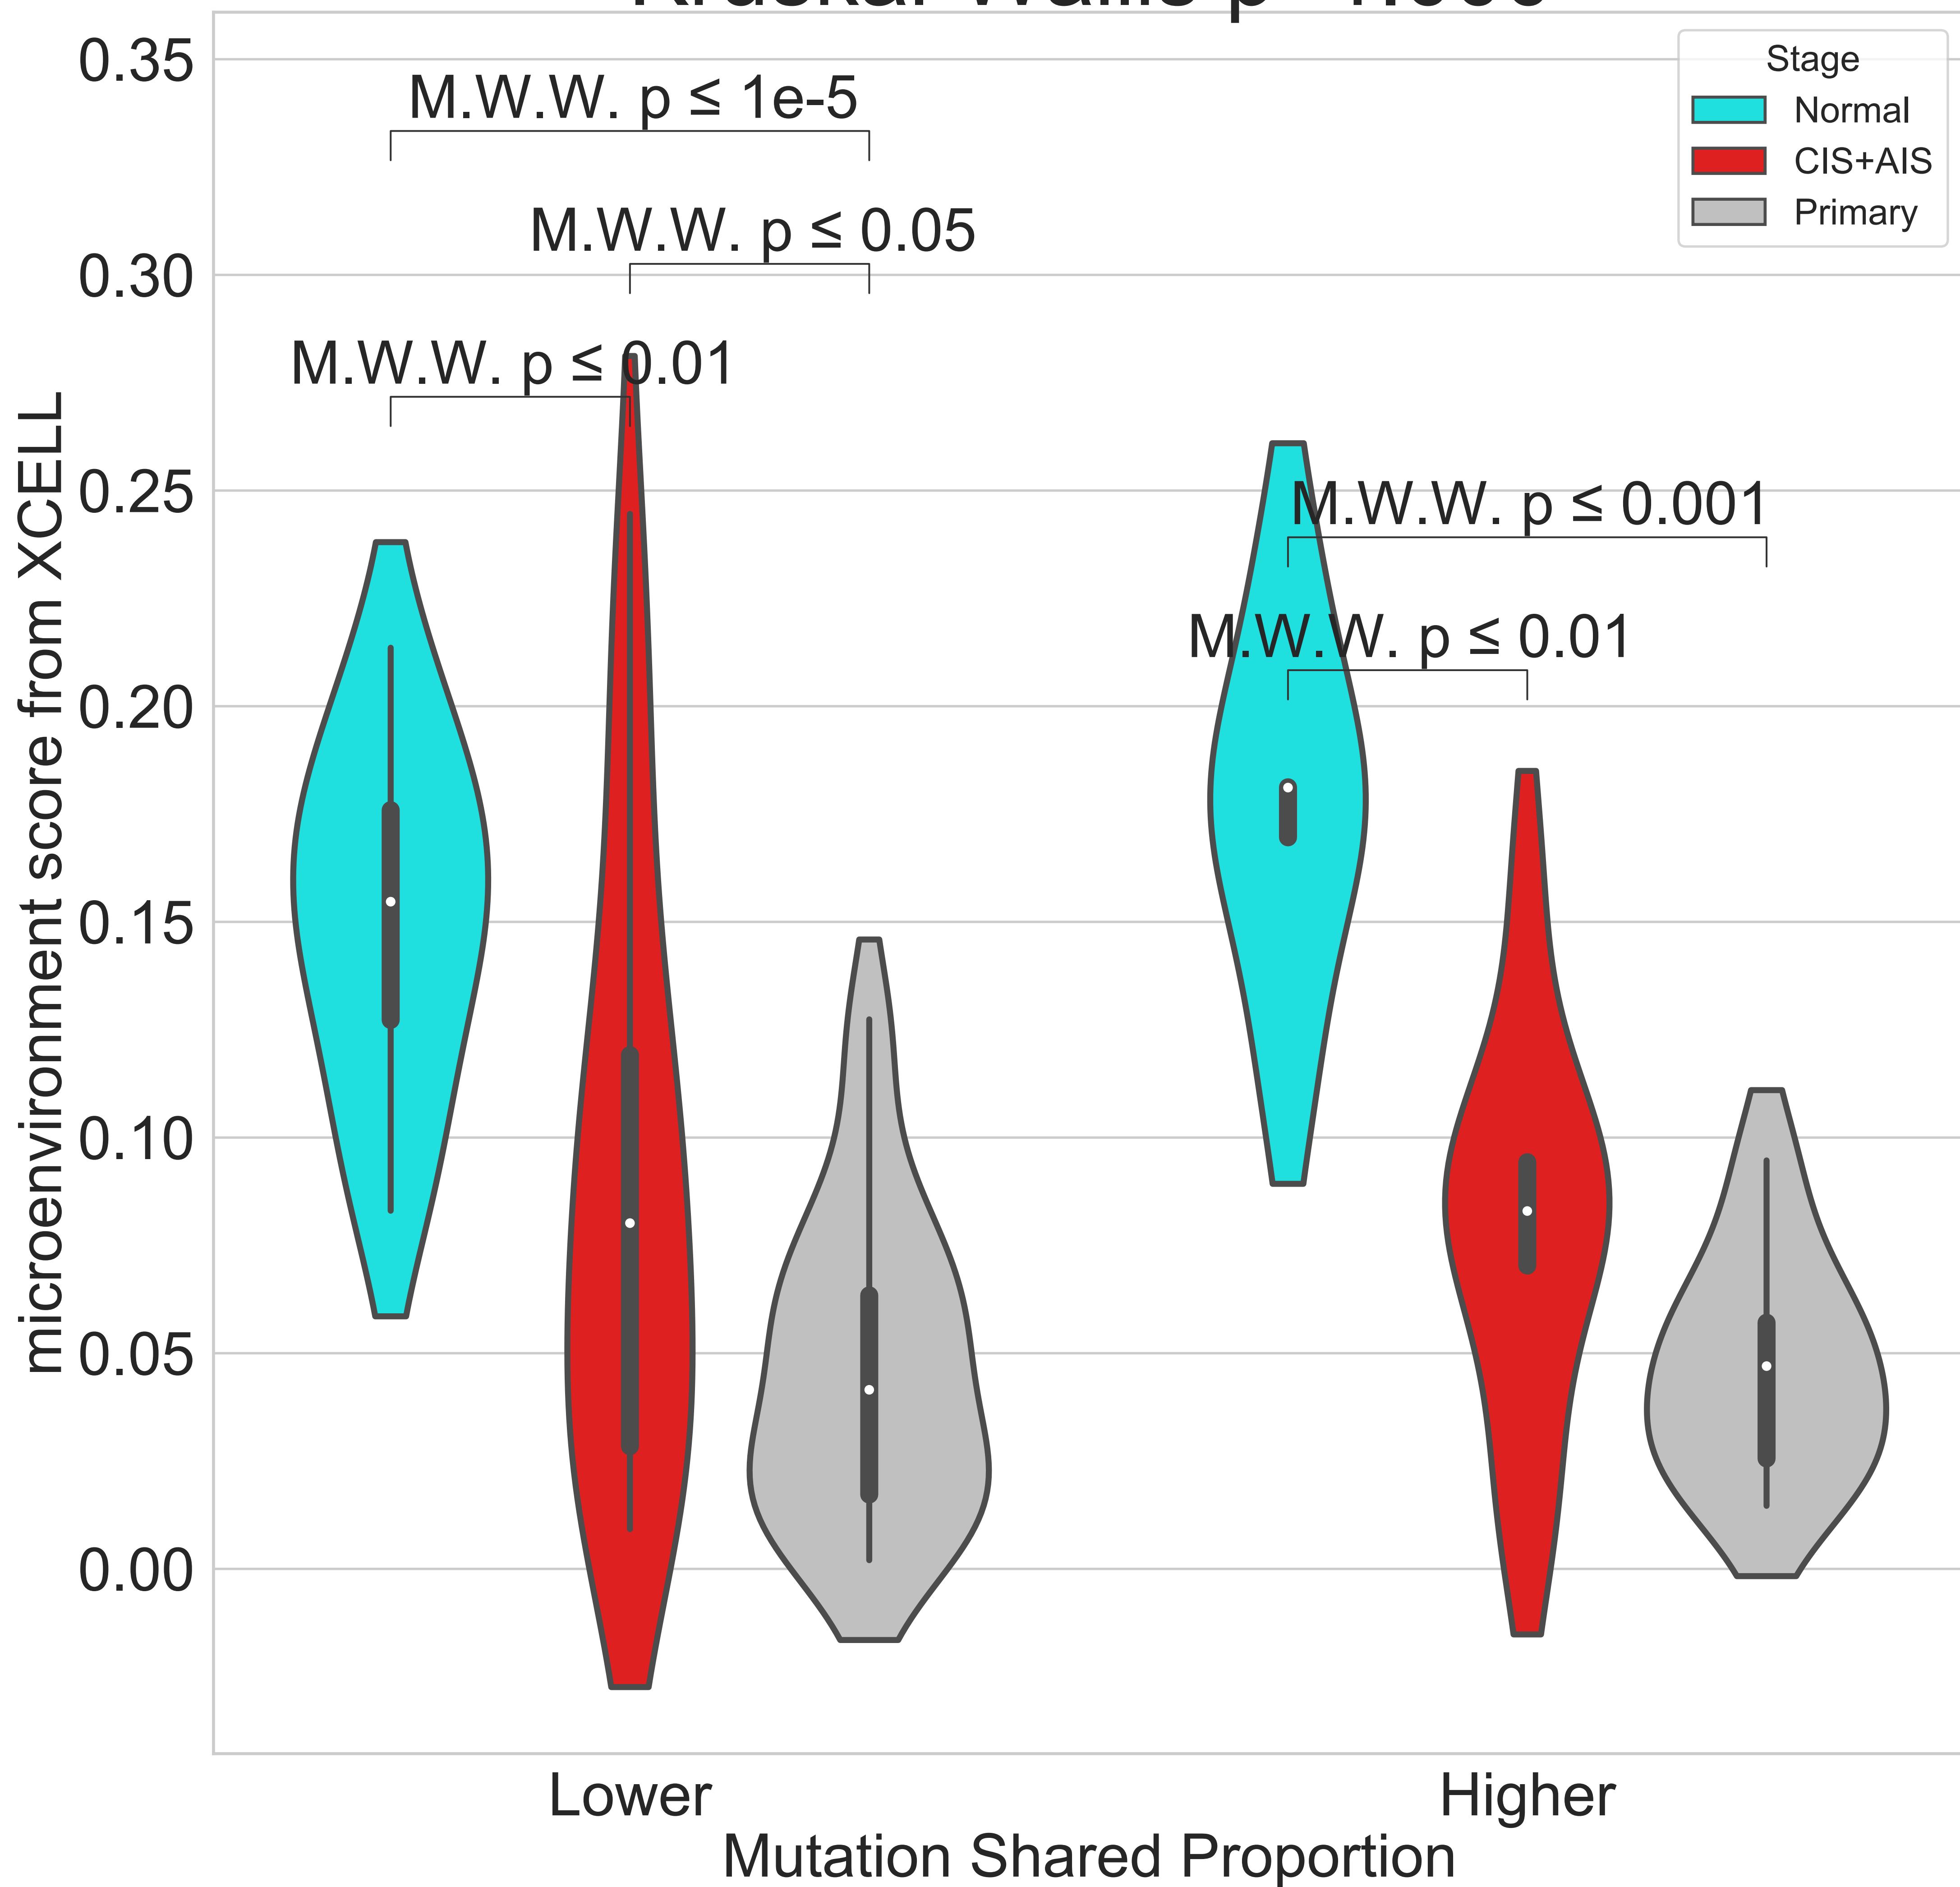 0.35
0.30
0.25
0.20
0.15
0.10
0.05
0.00
microenvironment score from XCELL
M.W.W. p ≤ 1e-5
M.W.W. p ≤ 0.05
M.W.W. p ≤ 0.01
M.W.W. p ≤ 0.001
M.W.W. p ≤ 0.01
Stage
Normal
CIS+AIS
Primary
Lower
Higher
Mutation Shared Proportion